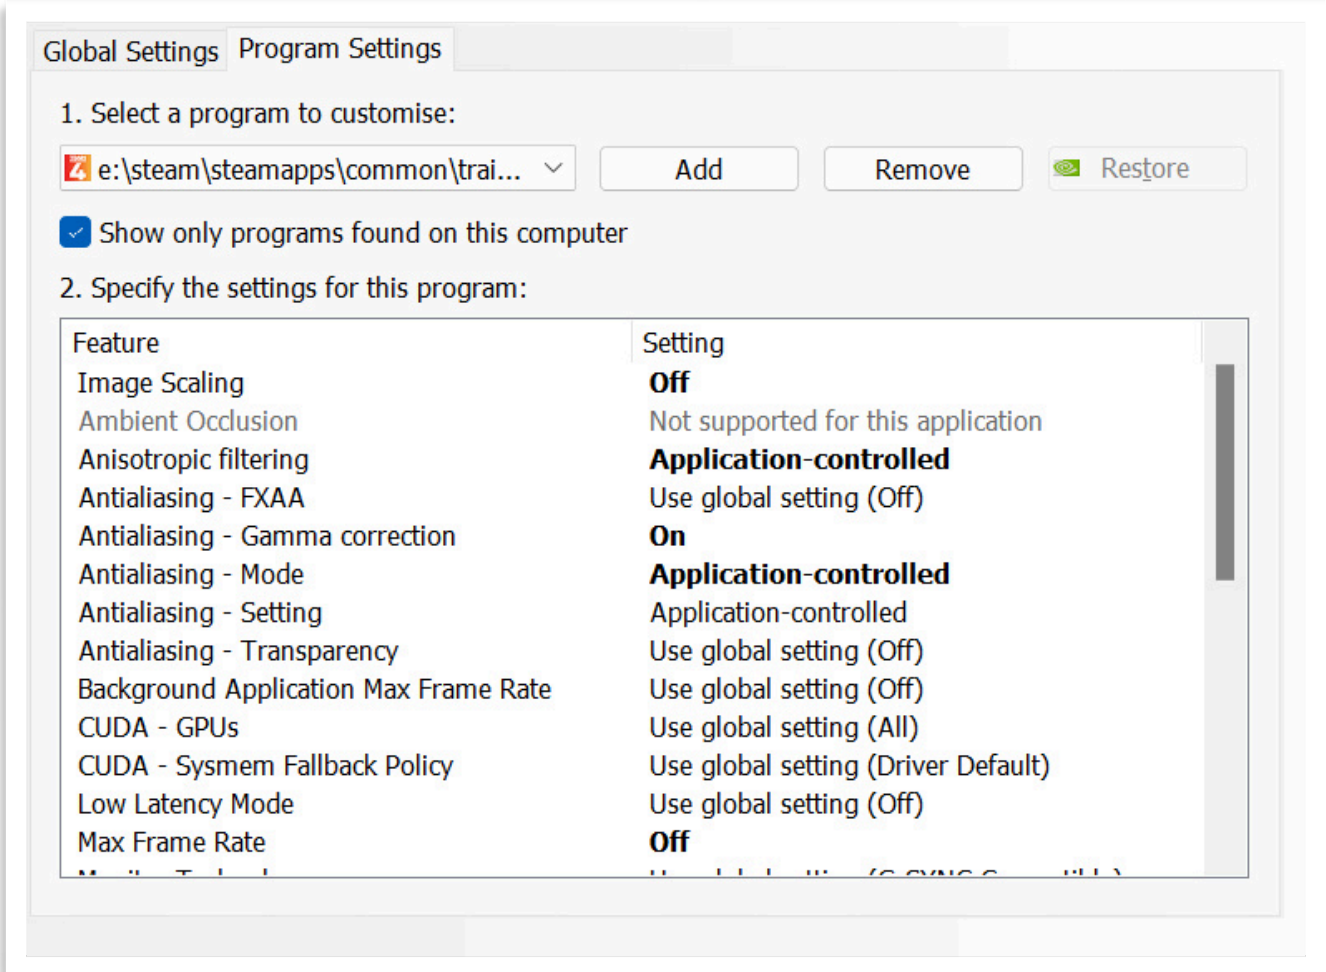 Global Settings Program Settings
1. Select a program to customise:
e:\steam\steamapps\common\trai... Add Remove Restore
Show only programs found on this computer
2. Specify the settings for this program:
Feature Setting
Image Scaling Off
Ambient Occlusion Not supported for this application
Anisotropic filtering Application-controlled
Antialiasing - FXAA Use global setting (Off)
Antialiasing - Gamma correction On
Antialiasing - Mode Application-controlled
Antialiasing - Setting Application-controlled
Antialiasing - Transparency Use global setting (Off)
Background Application Max Frame Rate Use global setting (Off)
CUDA - GPUs Use global setting (All)
CUDA - Sysmem Fallback Policy Use global setting (Driver Default)
Low Latency Mode Use global setting (Off)
Max Frame Rate Off